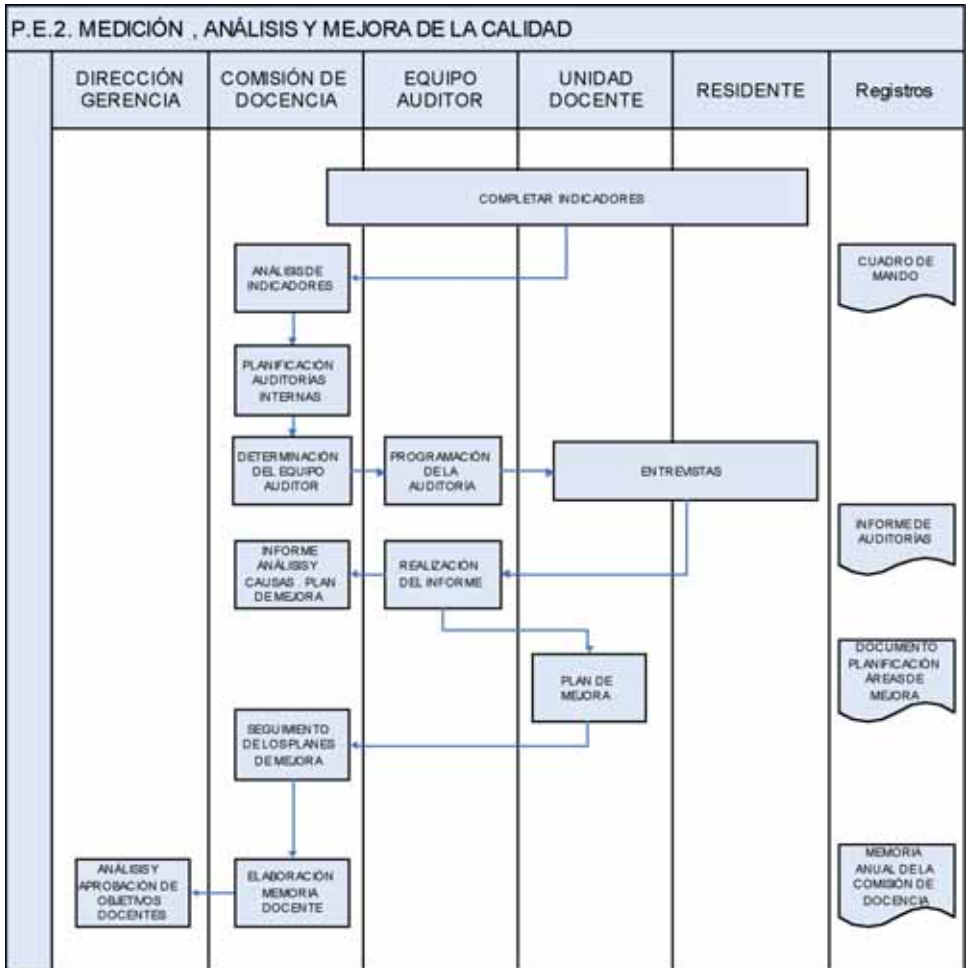 P.E.2. MEDICIÓN , ANÁLISIS Y MEJORA DE LA CALIDAD
DIRECCIÓN
GERENCIA
COMISIÓN DE
DOCENCIA
EQUIPO
AUDITOR
UNIDAD
DOCENTE
RESIDENTE
Registros
COMPLETAR INDICADORES
ANÁLISIS DE
INDICADORES
CUADRO DE
MANDO
PLANIFICACIÓN
AUDITORÍAS
INTERNAS
DETERMINACIÓN
DEL EQUIPO
AUDITOR
PROGRAMACIÓN
DE LA
AUDITORÍA
ENTREVISTAS
INFORME DE
AUDITORÍAS
INFORME
ANÁLISIS Y
CAUSAS . PLAN
DE MEJORA
REALIZACIÓN
DEL INFORME
PLAN DE
MEJORA
DOCUMENTO
PLANIFICACIÓN
ÁREAS DE
MEJORA
SEGUIMIENTO
DE LOS PLANES
DE MEJORA
ANÁLISIS Y
APROBACIÓN DE
OBJETIVOS
DOCENTES
ELABORACIÓN
MEMORIA
DOCENTE
MEMORIA
ANUAL DE LA
COMISIÓN DE
DOCENCIA